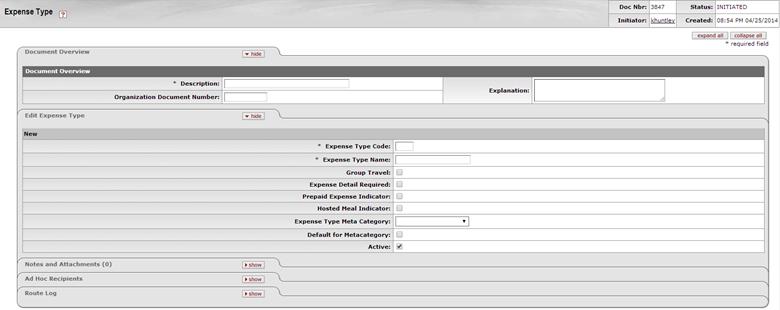 Expense Type ?
Doc Nbr: 3847 Status: INITIATED
Initiator: khuntley Created: 08:54 PM 04/25/2014
expand all collapse all
* required field
Document Overview hide
Document Overview
* Description:
Explanation:
Organization Document Number:
Edit Expense Type hide
New
* Expense Type Code:
* Expense Type Name:
Group Travel:
Expense Detail Required:
Prepaid Expense Indicator:
Hosted Meal Indicator:
Expense Type Meta Category:
Default for Metacategory:
Active:
Notes and Attachments (0) show
Ad Hoc Recipients show
Route Log show